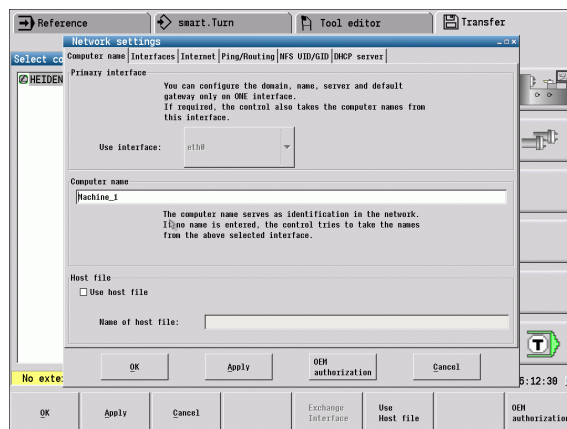 Reference
smart.Turn
Tool editor
Transfer
Network settings
Select co
Computer name Interfaces Internet Ping/Routing NFS UID/GID DHCP server
HEIDEN
Primary interface
You can configure the domain, name, server and default
gateway only on ONE interface.
If required, the control also takes the computer names from
this interface.
Use interface: eth0
Computer name
Machine_1
The computer name serves as identification in the network.
If no name is entered, the control tries to take the names
from the above selected interface.
Host file
Use host file
Name of host file:
T
OK Apply OEM authorization Cancel
No exte
6:12:30
OK Apply Cancel Exchange Interface Use Host file OEM authorization